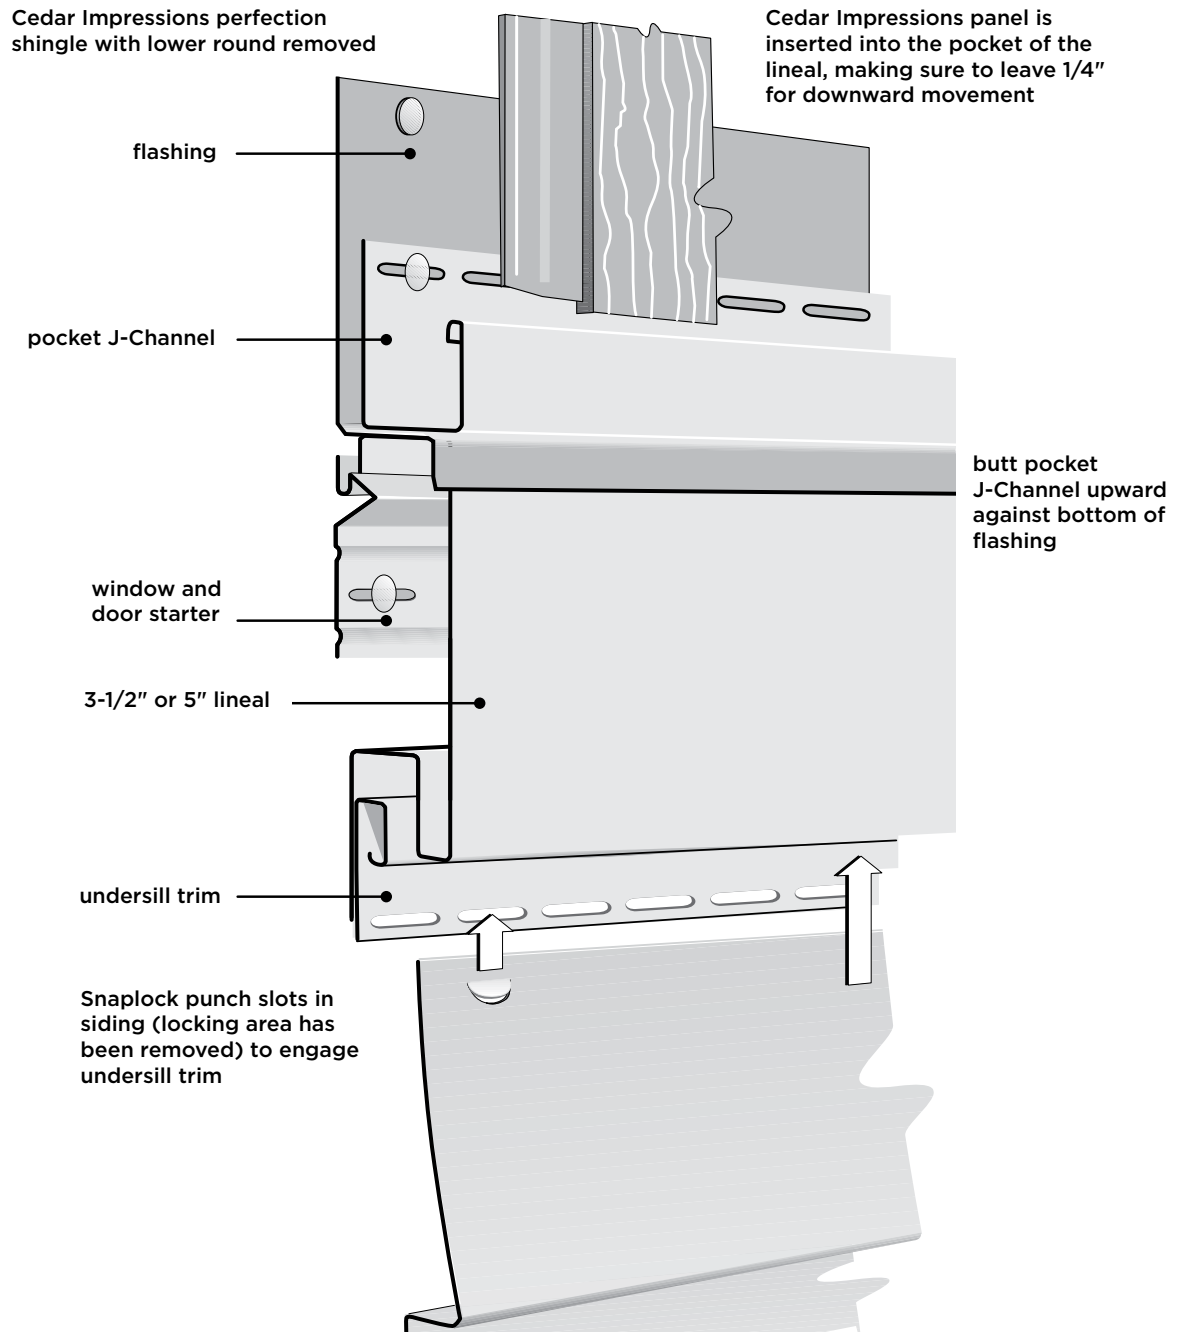 Cedar Impressions perfection
shingle with lower round removed
Cedar Impressions panel is
inserted into the pocket of the
lineal, making sure to leave 1/4"
for downward movement
flashing
pocket J-Channel
butt pocket
J-Channel upward
against bottom of
flashing
window and
door starter
3-1/2" or 5" lineal
undersill trim
Snaplock punch slots in
siding (locking area has
been removed) to engage
undersill trim